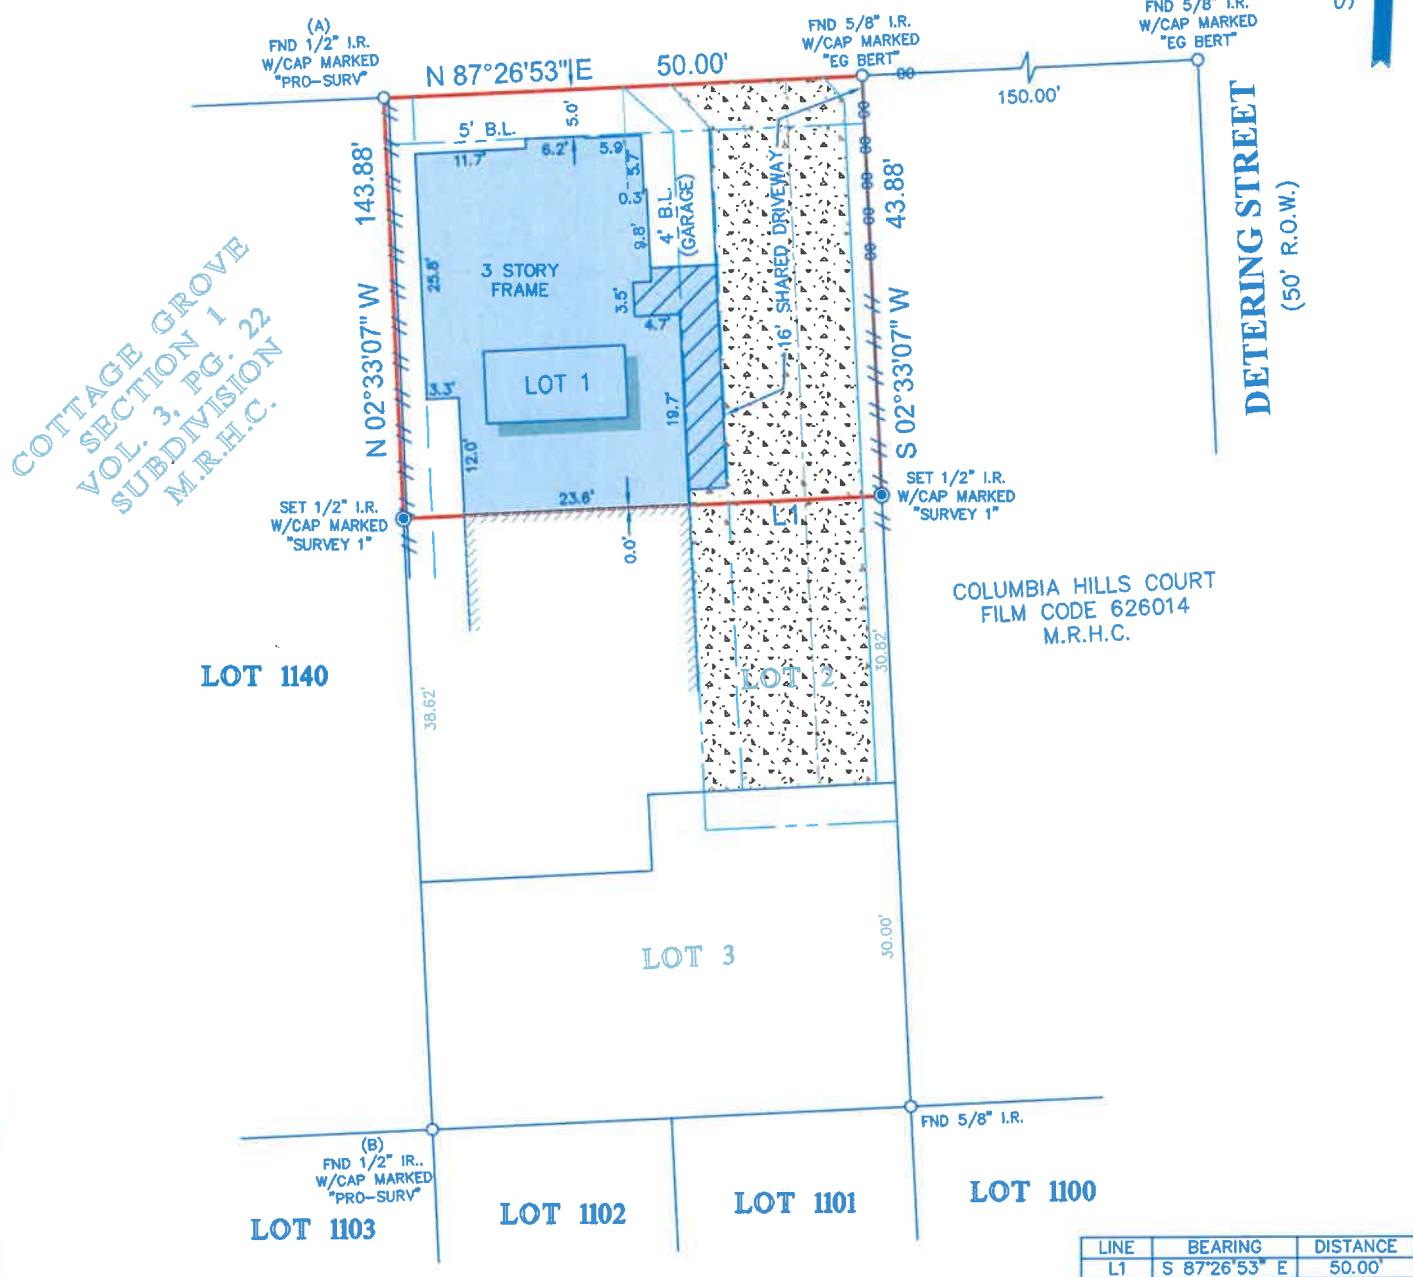 (A)
FND 1/2" I.R.
W/CAP MARKED
"PRO-SURV"
FND 5/8" I.R.
W/CAP MARKED
"EG BERT"
FND 5/8" I.R.
W/CAP MARKED
"EG BERT"
S
N 87°26'53" E
50.00'
150.00'
5.0'
5' B.L.
11.7'
6.2'
5.9'
5.7'
0.3'
9.8'
4' B.L.
(GARAGE)
16' SHARED DRIVEWAY
143.88'
N 02°33'07" W
43.88'
S 02°33'07" W
DETERING STREET
(50' R.O.W.)
COTTAGE GROVE
SECTION 1
VOL. 3, PG. 22
SUBDIVISION
M.R.H.C.
25.8'
3 STORY
FRAME
3.5'
4.7'
LOT 1
3.3'
12.0'
19.7'
23.6'
0.0'
L1
SET 1/2" I.R.
W/CAP MARKED
"SURVEY 1"
SET 1/2" I.R.
W/CAP MARKED
"SURVEY 1"
COLUMBIA HILLS COURT
FILM CODE 626014
M.R.H.C.
LOT 1140
38.62'
LOT 2
30.82'
LOT 3
30.00'
(B)
FND 1/2" IR..
W/CAP MARKED
"PRO-SURV"
FND 5/8" I.R.
LOT 1103
LOT 1102
LOT 1101
LOT 1100
LINE BEARING DISTANCE
L1 S 87°26'53" E 50.00'